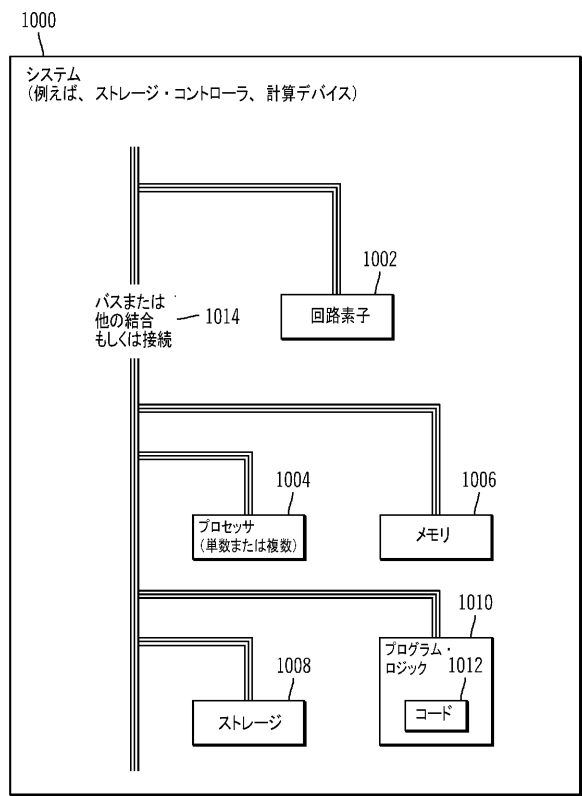 1000
システム
(例えば、ストレージ・コントローラ、計算デバイス)
1002
回路素子
バスまたは
他の結合
もしくは接続
1014
1004
プロセッサ
(単数または複数)
1006
メモリ
1008
ストレージ
1010
プログラム・
ロジック
1012
コード